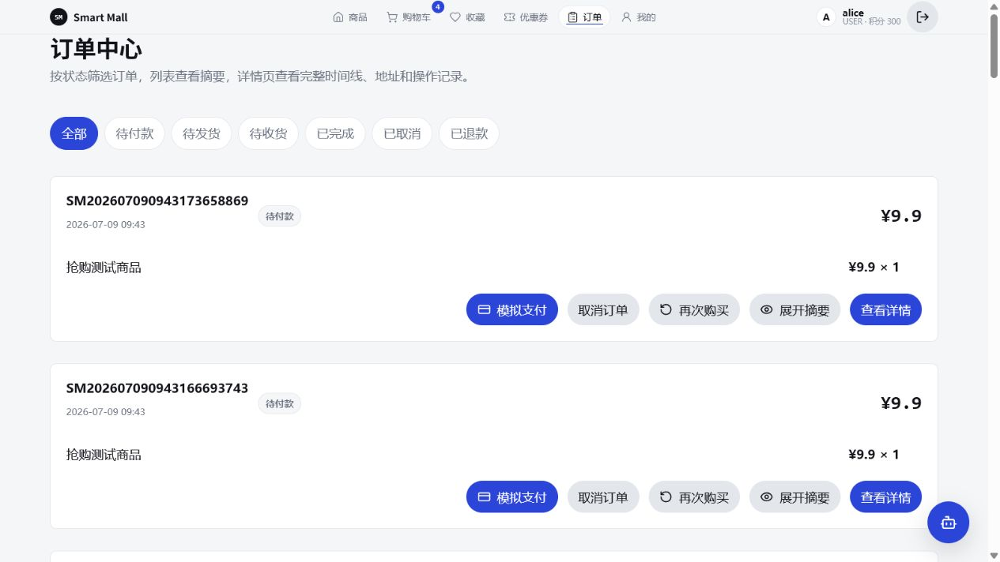 SM Smart Mall 商品 购物车 4 收藏 优惠券 订单 我的 A alice
USER · 积分 300
订单中心
按状态筛选订单，列表查看摘要，详情页查看完整时间线、地址和操作记录。
全部 待付款 待发货 待收货 已完成 已取消 已退款
SM202607090943173658869
待付款 ¥9.9
2026-07-09 09:43
抢购测试商品 ¥9.9 × 1
模拟支付 取消订单 再次购买 展开摘要 查看详情
SM202607090943166693743
待付款 ¥9.9
2026-07-09 09:43
抢购测试商品 ¥9.9 × 1
模拟支付 取消订单 再次购买 展开摘要 查看详情